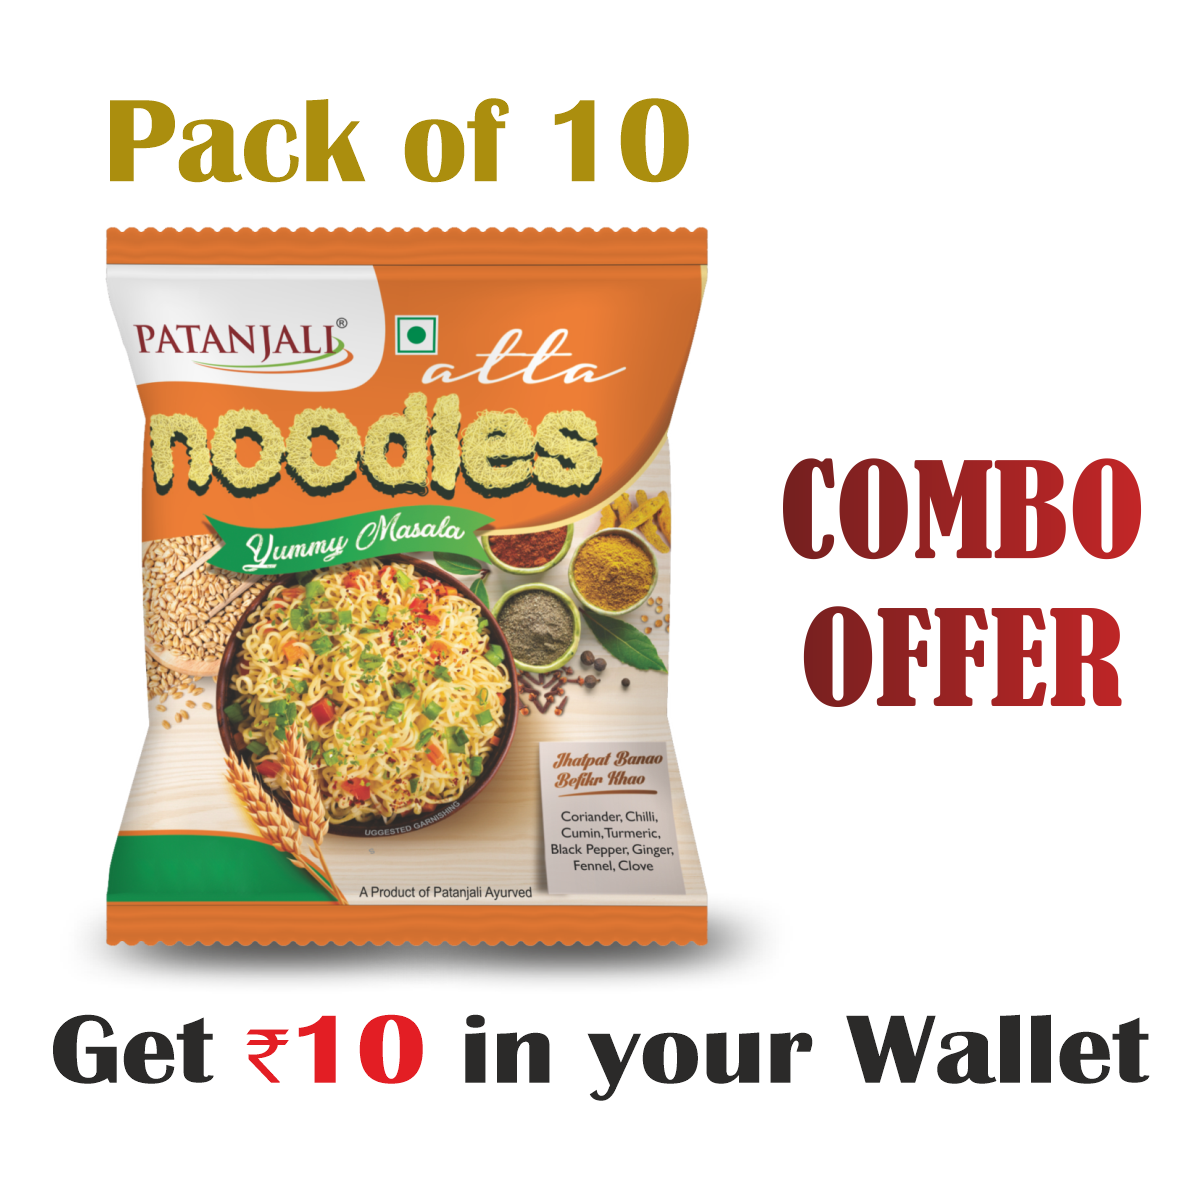 Pack of 10
PATANJALI®
atta
noodles
Yummy Masala
COMBO
OFFER
Jhatpat Banao
Befikr Khao
Coriander, Chilli,
Cumin, Turmeric,
Black Pepper, Ginger,
Fennel, Clove
UGGESTED GARNISHING
A Product of Patanjali Ayurved
Get ₹10 in your Wallet